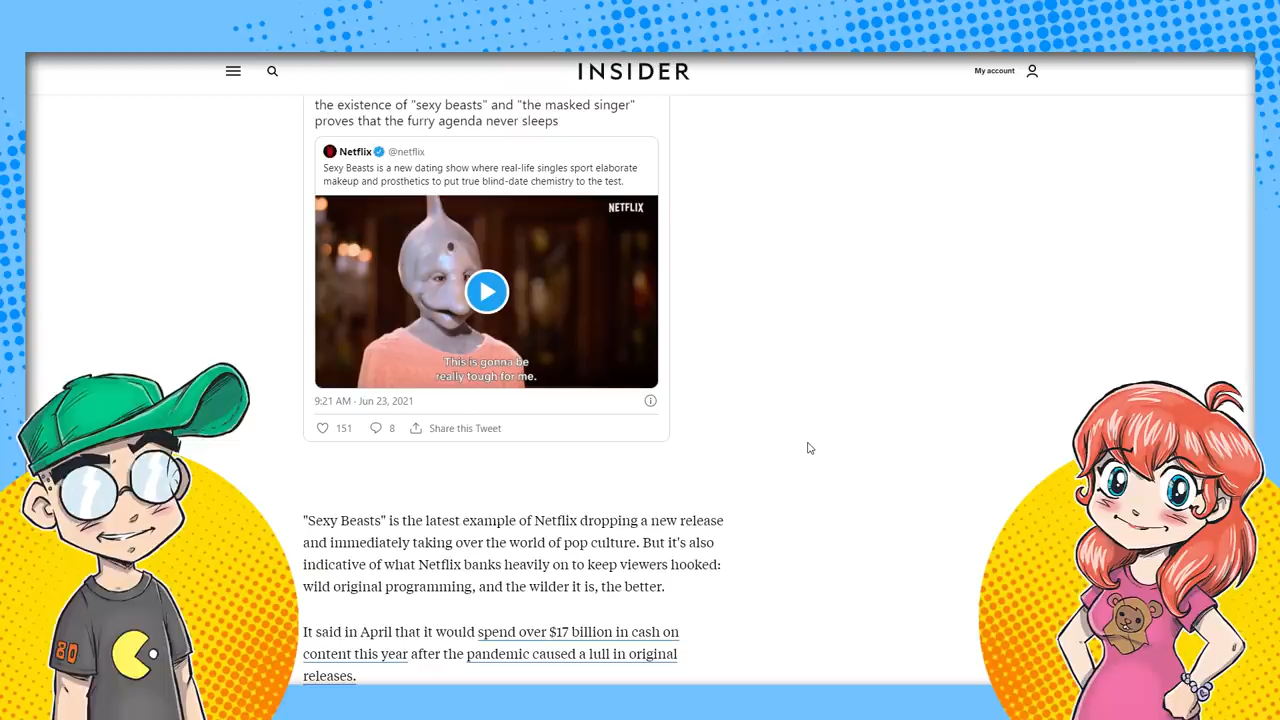 INSIDER
My account
the existence of "sexy beasts" and "the masked singer"
proves that the furry agenda never sleeps
Netflix @netflix
Sexy Beasts is a new dating show where real-life singles sport elaborate
makeup and prosthetics to put true blind-date chemistry to the test.
NETFLIX
This is gonna be
really tough for me.
9:21 AM · Jun 23, 2021
151 8 Share this Tweet
"Sexy Beasts" is the latest example of Netflix dropping a new release
and immediately taking over the world of pop culture. But it's also
indicative of what Netflix banks heavily on to keep viewers hooked:
wild original programming, and the wilder it is, the better.
It said in April that it would spend over $17 billion in cash on
content this year after the pandemic caused a lull in original
releases.
80